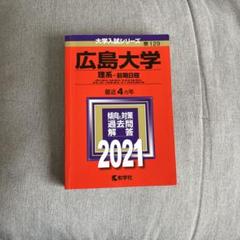 大学入試シリーズ
129
広島大学
理系－前期日程
最近4カ年
傾向と対策
過去問
解答
2021
教学社